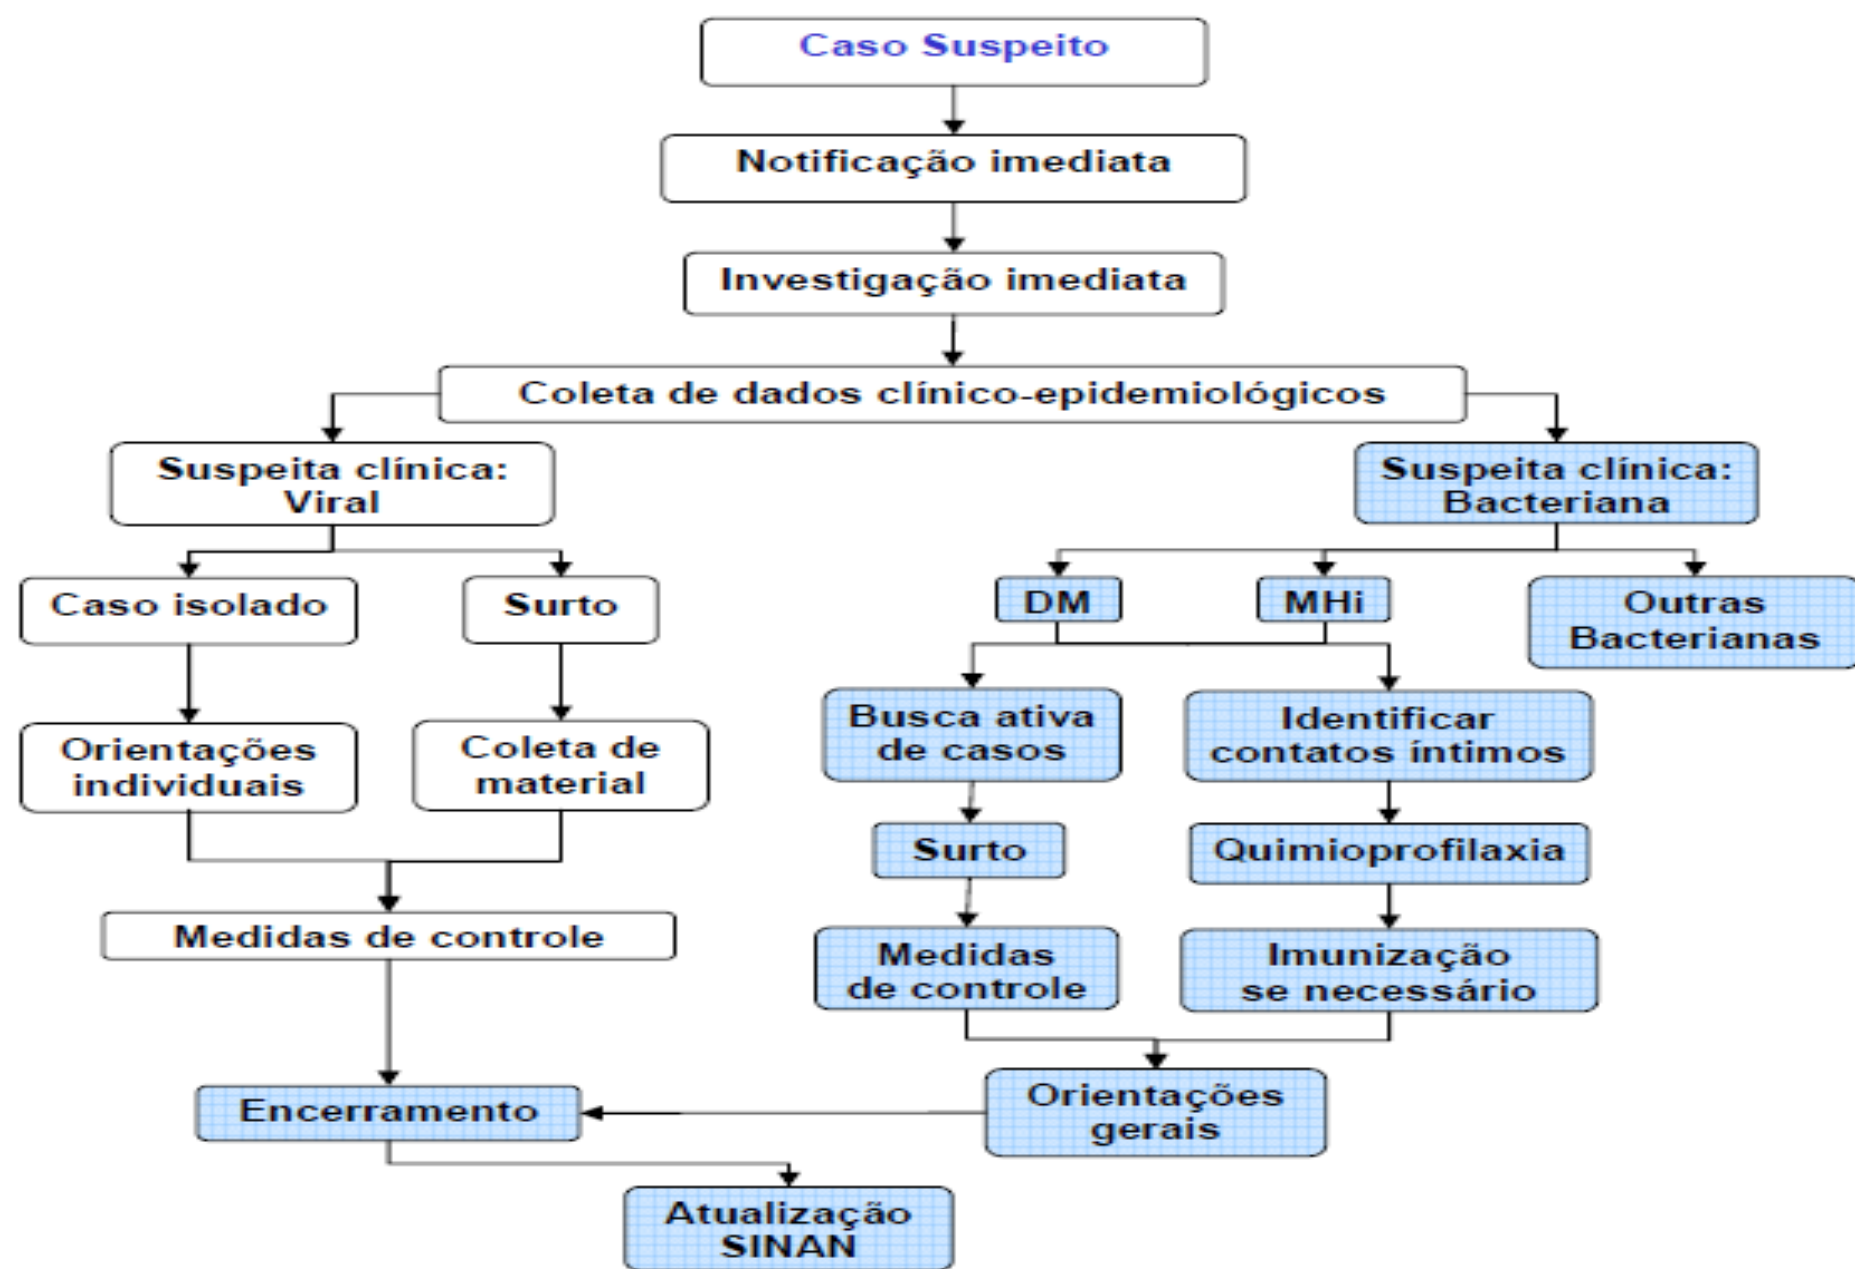 Caso Suspeito
Notificação imediata
Investigação imediata
Coleta de dados clínico-epidemiológicos
Suspeita clínica:
Viral
Suspeita clínica:
Bacteriana
Caso isolado
Surto
DM
MHi
Outras
Bacterianas
Orientações
individuais
Coleta de
material
Busca ativa
de casos
Identificar
contatos íntimos
Surto
Quimioprofilaxia
Medidas de controle
Medidas
de controle
Imunização
se necessário
Encerramento
Orientações
gerais
Atualização
SINAN